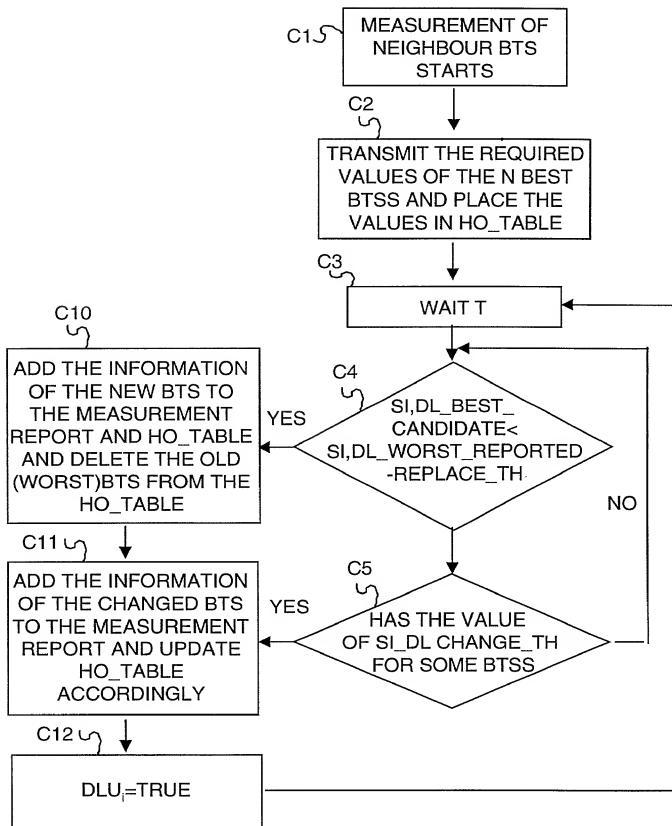 C1
MEASUREMENT OF
NEIGHBOUR BTS
STARTS
C2
TRANSMIT THE REQUIRED
VALUES OF THE N BEST
BTSS AND PLACE THE
VALUES IN HO_TABLE
C3
WAIT T
C10
ADD THE INFORMATION
OF THE NEW BTS TO
THE MEASUREMENT
REPORT AND HO_TABLE
AND DELETE THE OLD
(WORST)BTS FROM THE
HO_TABLE
YES
C4
SI,DL_BEST_
CANDIDATE<
SI,DL_WORST_REPORTED
-REPLACE_TH
NO
C11
ADD THE INFORMATION
OF THE CHANGED BTS
TO THE MEASUREMENT
REPORT AND UPDATE
HO_TABLE
ACCORDINGLY
YES
C5
HAS THE VALUE
OF SI_DL CHANGE_TH
FOR SOME BTSS
C12
DLUi=TRUE